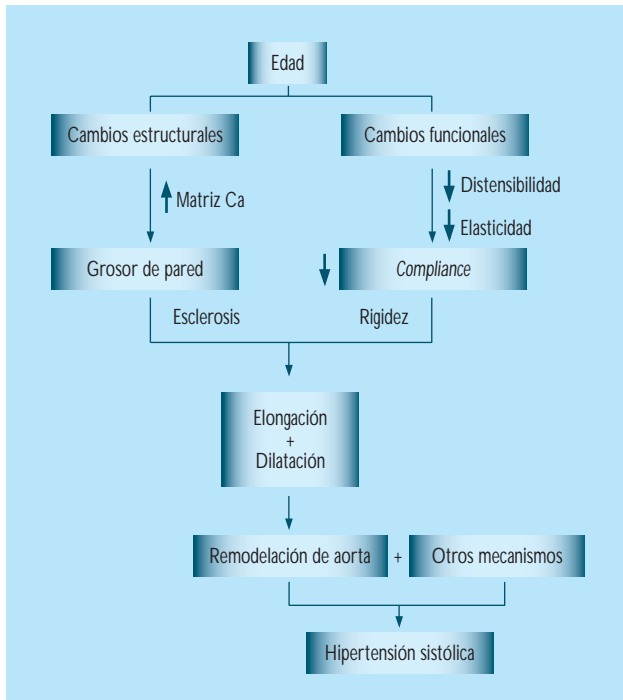 Edad
Cambios estructurales
Cambios funcionales
Matriz Ca
Distensibilidad
Elasticidad
Grosor de pared
Compliance
Esclerosis
Rigidez
Elongación
+
Dilatación
Remodelación de aorta + Otros mecanismos
Hipertensión sistólica